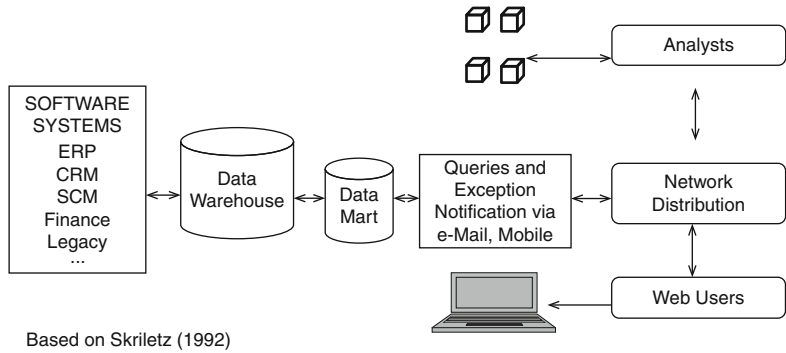 SOFTWARE
SYSTEMS
ERP
CRM
SCM
Finance
Legacy
...
Data
Warehouse
Data
Mart
Queries and
Exception
Notification via
e-Mail, Mobile
Analysts
Network
Distribution
Web Users
Based on Skriletz (1992)